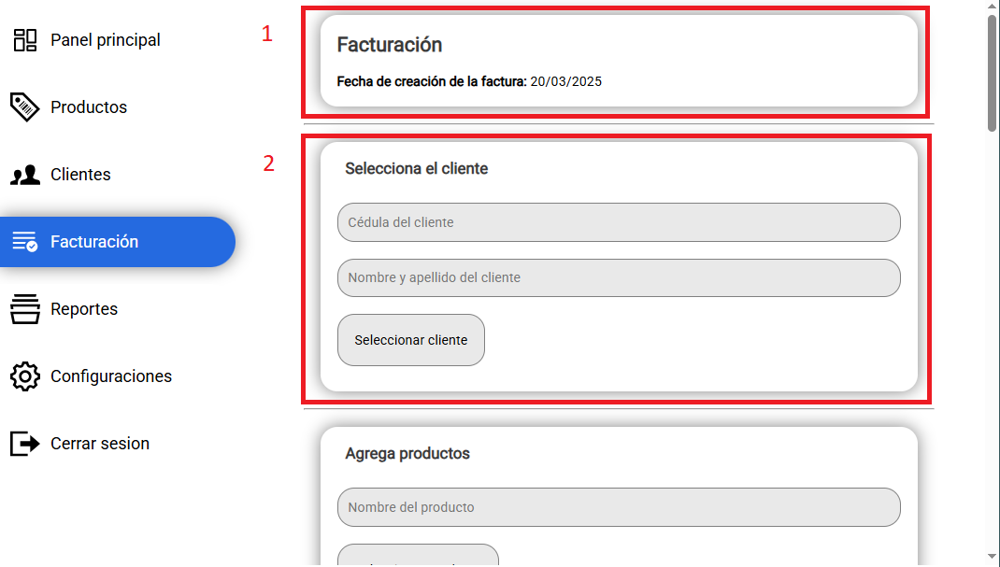 Panel principal
Productos
Clientes
Facturación
Reportes
Configuraciones
Cerrar sesion
1
Facturación
Fecha de creación de la factura: 20/03/2025
2
Selecciona el cliente
Cédula del cliente
Nombre y apellido del cliente
Seleccionar cliente
Agrega productos
Nombre del producto